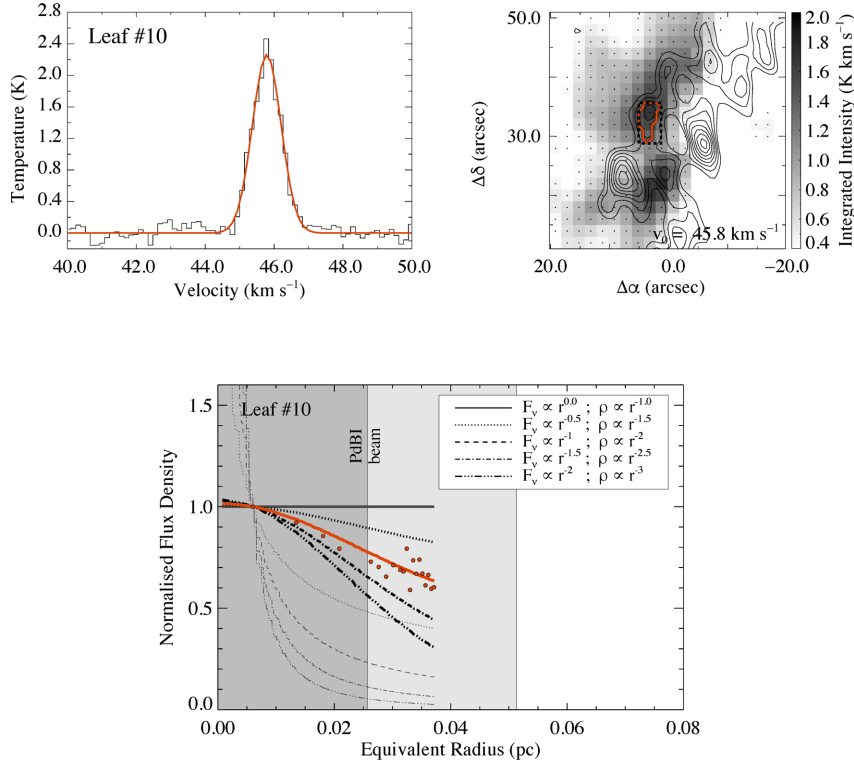 Leaf #10
Temperature (K)
2.8
2.4
2.0
1.6
1.2
0.8
0.4
0.0
40.0 42.0 44.0 46.0 48.0 50.0
Velocity (km s⁻¹)
Δδ (arcsec)
50.0
30.0
10.0
v₀ = 45.8 km s⁻¹
20.0 0.0 -20.0
Δα (arcsec)
2.0
1.8
1.6
1.4
1.2
1.0
0.8
0.6
0.4
Integrated Intensity (K km s⁻¹)
Leaf #10
PdBI
beam
Fᵥ ∝ r^0.0 ; ρ ∝ r^-1.0
Fᵥ ∝ r^-0.5 ; ρ ∝ r^-1.5
Fᵥ ∝ r^-1 ; ρ ∝ r^-2
Fᵥ ∝ r^-1.5 ; ρ ∝ r^-2.5
Fᵥ ∝ r^-2 ; ρ ∝ r^-3
Normalised Flux Density
1.5
1.0
0.5
0.0
0.00 0.02 0.04 0.06 0.08
Equivalent Radius (pc)